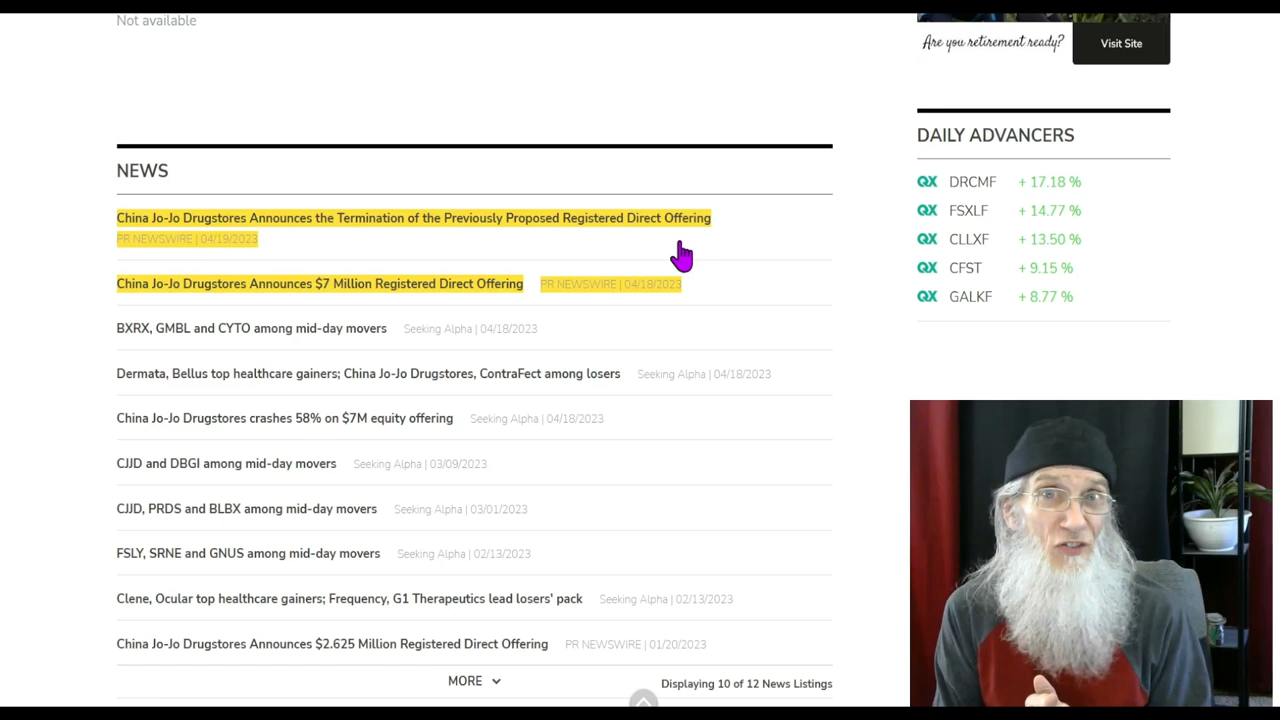 Not available
Are you retirement ready?
Visit Site
NEWS
China Jo-Jo Drugstores Announces the Termination of the Previously Proposed Registered Direct Offering
PR NEWSWIRE | 04/19/2023
China Jo-Jo Drugstores Announces $7 Million Registered Direct Offering PR NEWSWIRE | 04/18/2023
BXRX, GMBL and CYTO among mid-day movers Seeking Alpha | 04/18/2023
Dermata, Bellus top healthcare gainers; China Jo-Jo Drugstores, ContraFect among losers Seeking Alpha | 04/18/2023
China Jo-Jo Drugstores crashes 58% on $7M equity offering Seeking Alpha | 04/18/2023
CJJD and DBGI among mid-day movers Seeking Alpha | 03/09/2023
CJJD, PRDS and BLBX among mid-day movers Seeking Alpha | 03/01/2023
FSLY, SRNE and GNUS among mid-day movers Seeking Alpha | 02/13/2023
Clene, Ocular top healthcare gainers; Frequency, G1 Therapeutics lead losers' pack Seeking Alpha | 02/13/2023
China Jo-Jo Drugstores Announces $2.625 Million Registered Direct Offering PR NEWSWIRE | 01/20/2023
MORE
Displaying 10 of 12 News Listings
DAILY ADVANCERS
QX DRCMF + 17.18 %
QX FSXLF + 14.77 %
QX CLLXF + 13.50 %
QX CFST + 9.15 %
QX GALKF + 8.77 %